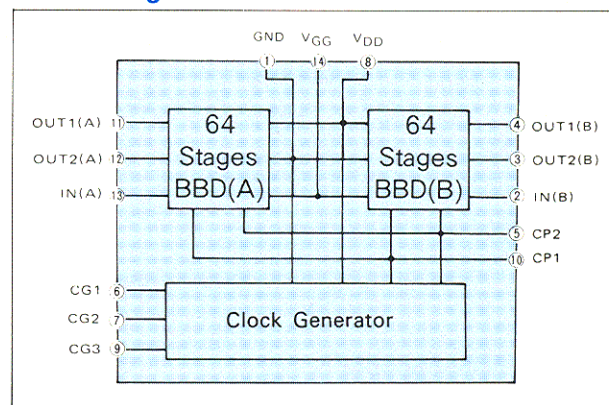 GND VGG VDD
1 14 8
OUT1(A) 11
OUT2(A) 12
IN(A) 13
64
Stages
BBD(A)
64
Stages
BBD(B)
4 OUT1(B)
3 OUT2(B)
2 IN(B)
5 CP2
10 CP1
CG1 6
CG2 7
CG3 9
Clock Generator